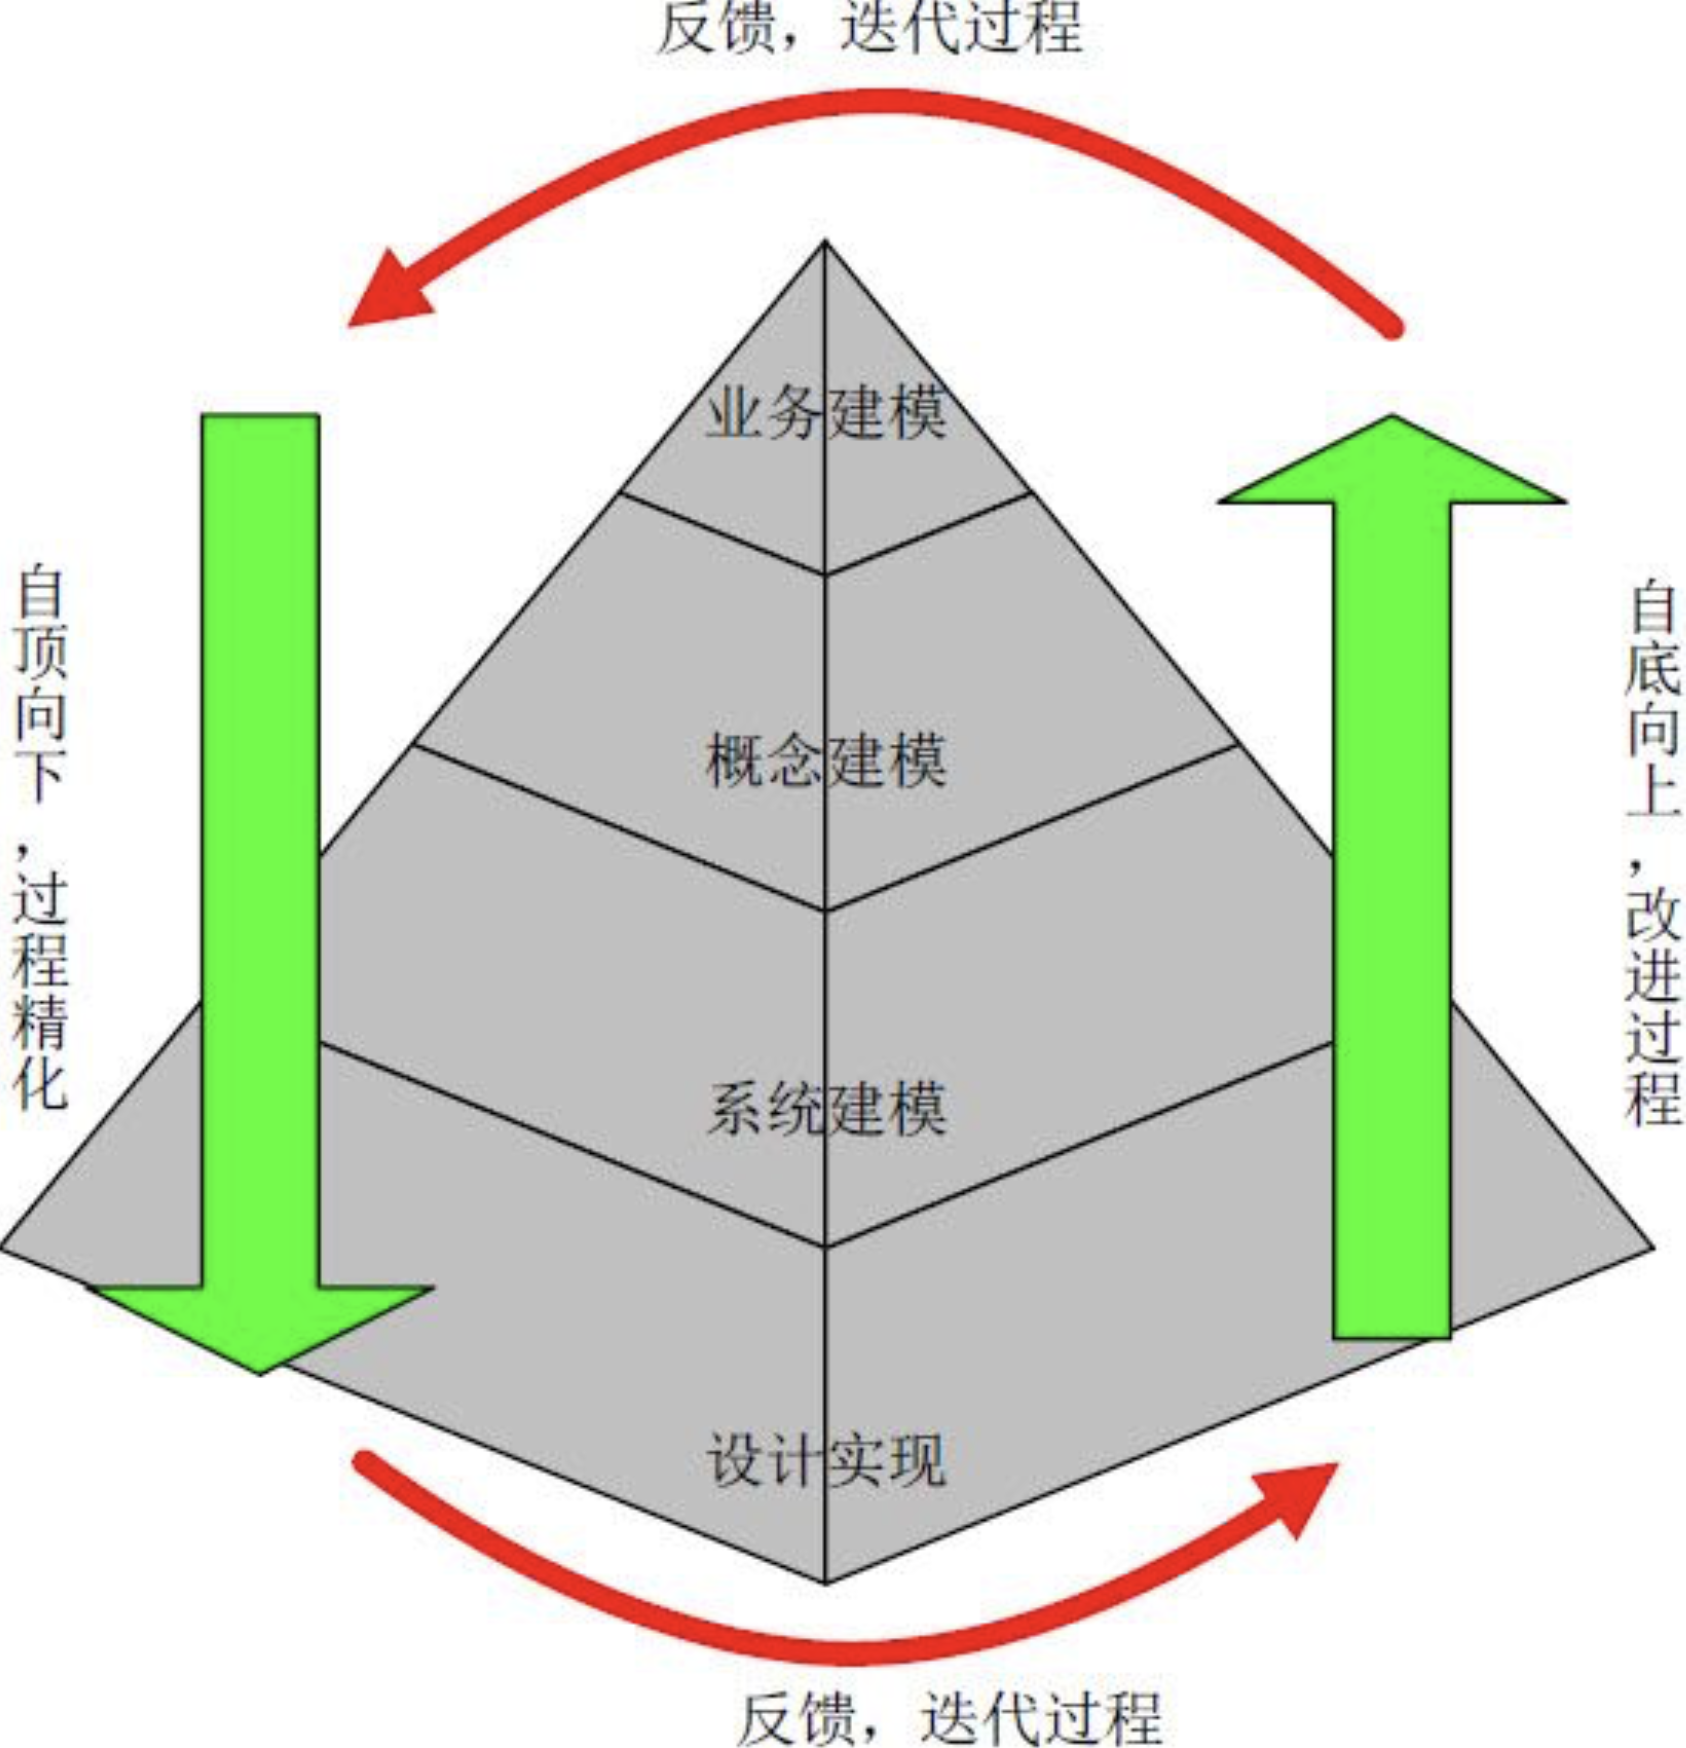 反馈，迭代过程
业务建模
概念建模
系统建模
设计实现
自顶向下，过程精化
自底向上，改进过程
反馈，迭代过程